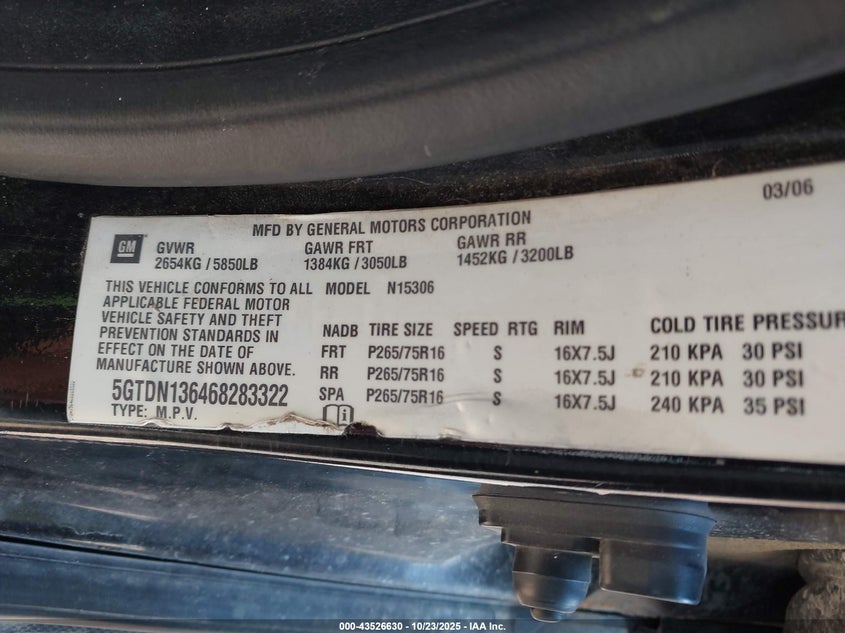 03/06
MFD BY GENERAL MOTORS CORPORATION
GM
GVWR GAWR FRT GAWR RR
2654KG / 5850LB 1384KG / 3050LB 1452KG / 3200LB
THIS VEHICLE CONFORMS TO ALL MODEL N15306
APPLICABLE FEDERAL MOTOR
VEHICLE SAFETY AND THEFT
PREVENTION STANDARDS IN
EFFECT ON THE DATE OF
MANUFACTURE SHOWN ABOVE.
5GTDN136468283322
TYPE: M.P.V.
NADB TIRE SIZE SPEED RTG RIM COLD TIRE PRESSUR
FRT P265/75R16 S 16X7.5J 210 KPA 30 PSI
RR P265/75R16 S 16X7.5J 210 KPA 30 PSI
SPA P265/75R16 S 16X7.5J 240 KPA 35 PSI
000-43526630 - 10/23/2025 - IAA Inc.